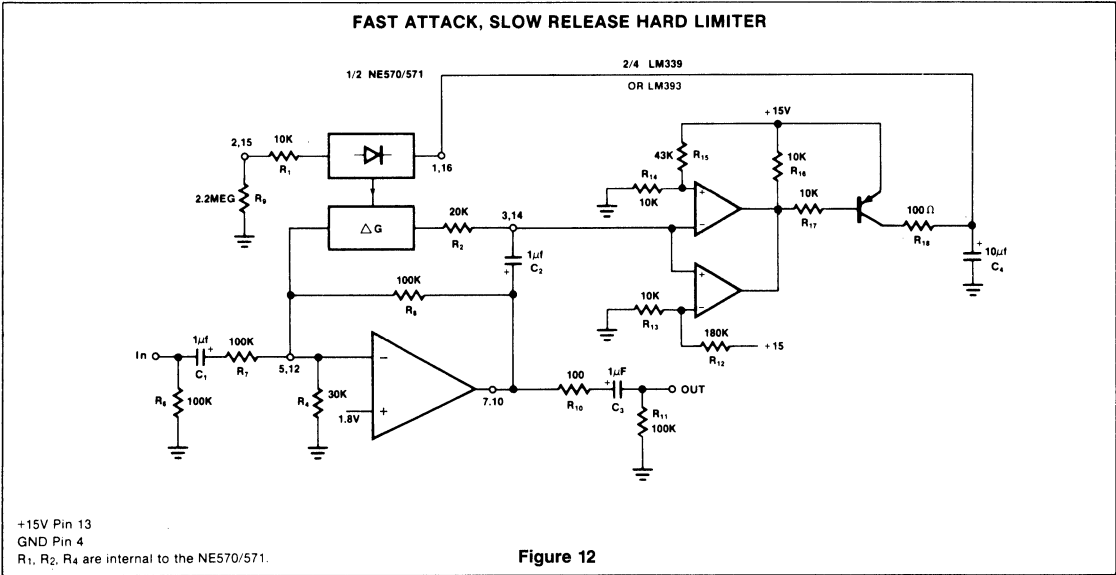 FAST ATTACK, SLOW RELEASE HARD LIMITER
1/2 NE570/571
2/4 LM339
OR LM393
+15V
2,15
10K
R1
1,16
2.2MEG
R9
△G
20K
R2
3,14
1μf
+
C2
100K
R8
43K
R15
R14
10K
+
−
10K
R16
10K
R17
100Ω
R18
+
10μf
C4
+
−
10K
R13
180K
R12
+15
In
1μf
+
C1
100K
R7
5,12
R6
100K
R4
30K
−
+
1.8V
7.10
100
R10
1μF
+
C3
OUT
R11
100K
+15V Pin 13
GND Pin 4
R1, R2, R4 are internal to the NE570/571.
Figure 12